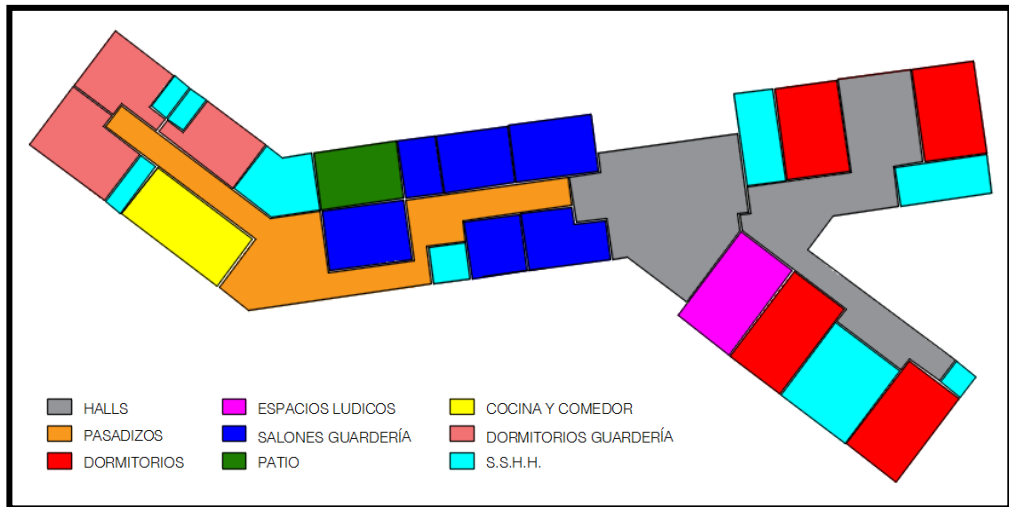 HALLS
ESPACIOS LUDICOS
COCINA Y COMEDOR
PASADIZOS
SALONES GUARDERÍA
DORMITORIOS GUARDERÍA
DORMITORIOS
PATIO
S.S.H.H.